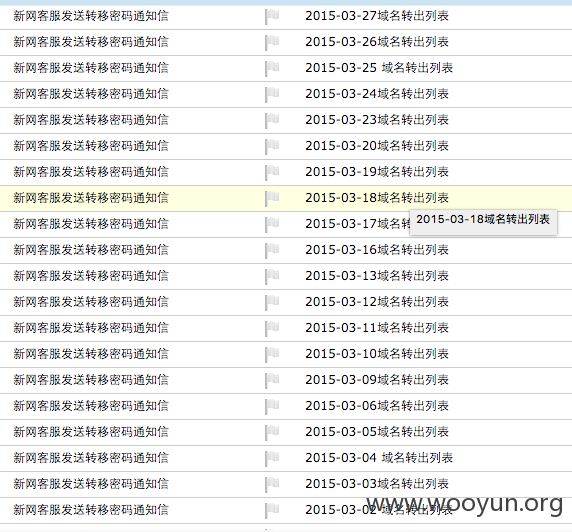 新网客服发送转移密码通知信 2015-03-27域名转出列表
新网客服发送转移密码通知信 2015-03-26域名转出列表
新网客服发送转移密码通知信 2015-03-25 域名转出列表
新网客服发送转移密码通知信 2015-03-24域名转出列表
新网客服发送转移密码通知信 2015-03-23域名转出列表
新网客服发送转移密码通知信 2015-03-20域名转出列表
新网客服发送转移密码通知信 2015-03-19域名转出列表
新网客服发送转移密码通知信 2015-03-18域名转出列表
2015-03-18域名转出列表
新网客服发送转移密码通知信 2015-03-17域名转出列表
新网客服发送转移密码通知信 2015-03-16域名转出列表
新网客服发送转移密码通知信 2015-03-13域名转出列表
新网客服发送转移密码通知信 2015-03-12域名转出列表
新网客服发送转移密码通知信 2015-03-11域名转出列表
新网客服发送转移密码通知信 2015-03-10域名转出列表
新网客服发送转移密码通知信 2015-03-09域名转出列表
新网客服发送转移密码通知信 2015-03-06域名转出列表
新网客服发送转移密码通知信 2015-03-05域名转出列表
新网客服发送转移密码通知信 2015-03-04 域名转出列表
新网客服发送转移密码通知信 2015-03-03域名转出列表
新网客服发送转移密码通知信 2015-03-02 域名转出列表
www.wooyun.org